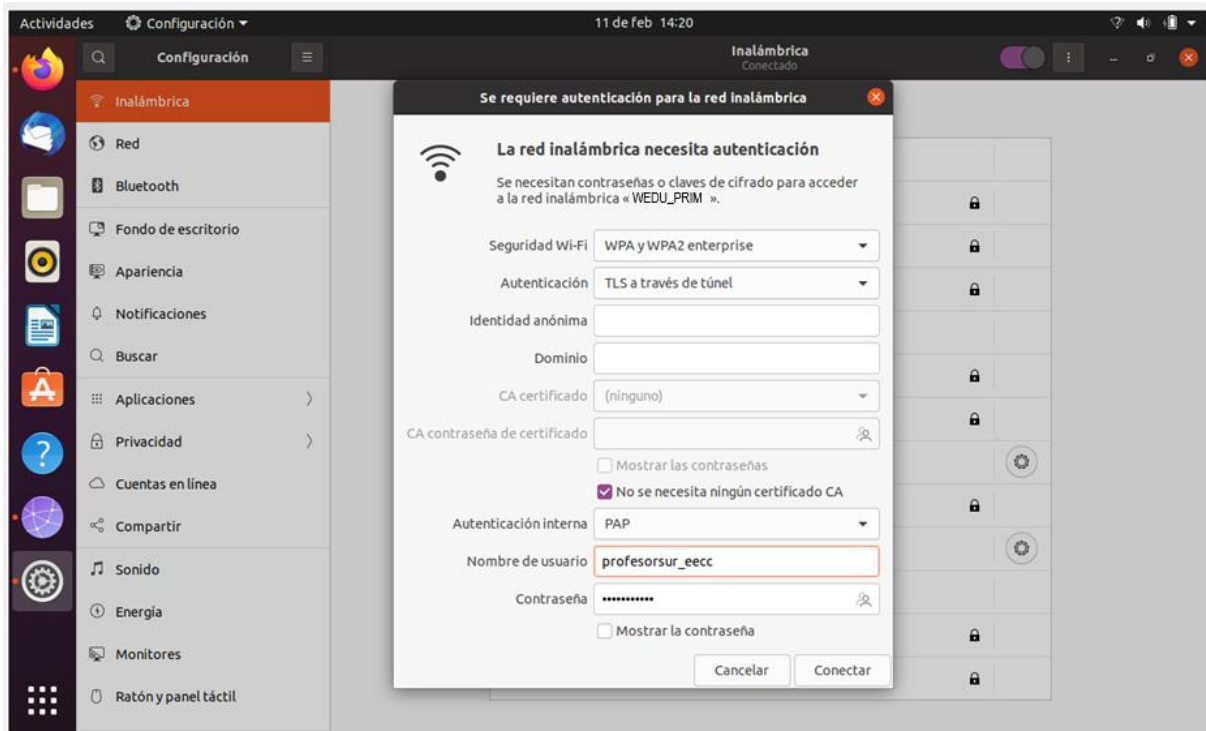 Actividades
Configuración
11 de feb 14:20
Configuración
Inalámbrica
Conectado
Inalámbrica
Red
Bluetooth
Fondo de escritorio
Apariencia
Notificaciones
Buscar
Aplicaciones
Privacidad
Cuentas en línea
Compartir
Sonido
Energía
Monitores
Ratón y panel táctil
Se requiere autenticación para la red inalámbrica
La red inalámbrica necesita autenticación
Se necesitan contraseñas o claves de cifrado para acceder
a la red inalámbrica « WEDU_PRIM ».
Seguridad Wi-Fi WPA y WPA2 enterprise
Autenticación TLS a través de túnel
Identidad anónima
Dominio
CA certificado (ninguno)
CA contraseña de certificado
Mostrar las contraseñas
No se necesita ningún certificado CA
Autenticación interna PAP
Nombre de usuario profesorsur_eecc
Contraseña •••••••••••
Mostrar la contraseña
Cancelar Conectar